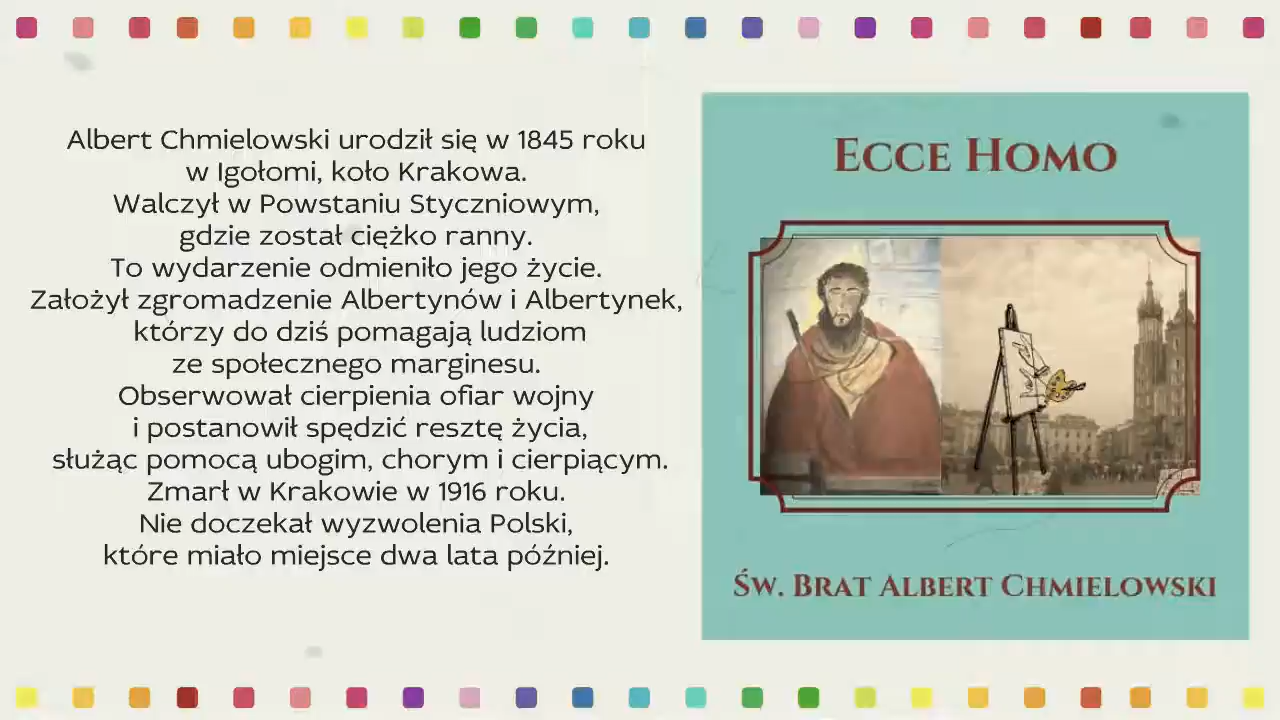 Albert Chmielowski urodził się w 1845 roku
w Igołomi, koło Krakowa.
Walczył w Powstaniu Styczniowym,
gdzie został ciężko ranny.
To wydarzenie odmieniło jego życie.
Założył zgromadzenie Albertynów i Albertynek,
którzy do dziś pomagają ludziom
ze społecznego marginesu.
Obserwował cierpienia ofiar wojny
i postanowił spędzić resztę życia,
służąc pomocą ubogim, chorym i cierpiącym.
Zmarł w Krakowie w 1916 roku.
Nie doczekał wyzwolenia Polski,
które miało miejsce dwa lata później.
Ecce Homo
Św. Brat Albert Chmielowski